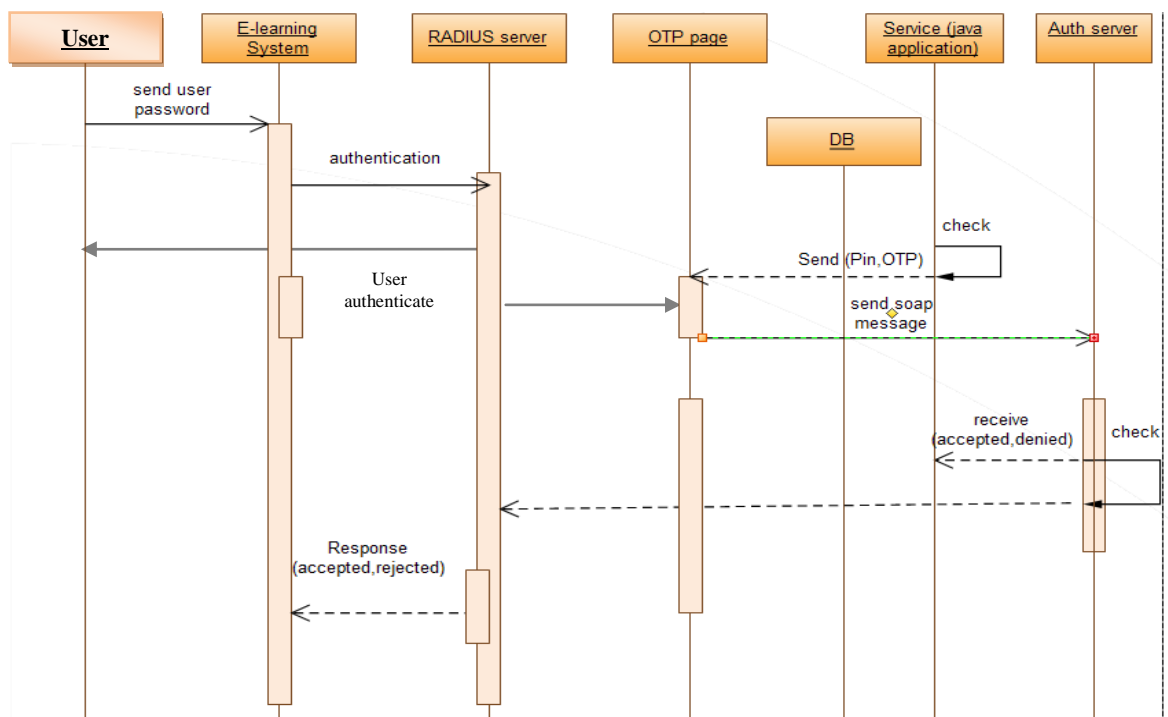 User
E-learning
System
RADIUS server
OTP page
Service (java
application)
Auth server
send user
password
DB
authentication
check
Send (Pin,OTP)
User
authenticate
send soap
message
receive
(accepted,denied)
check
Response
(accepted,rejected)